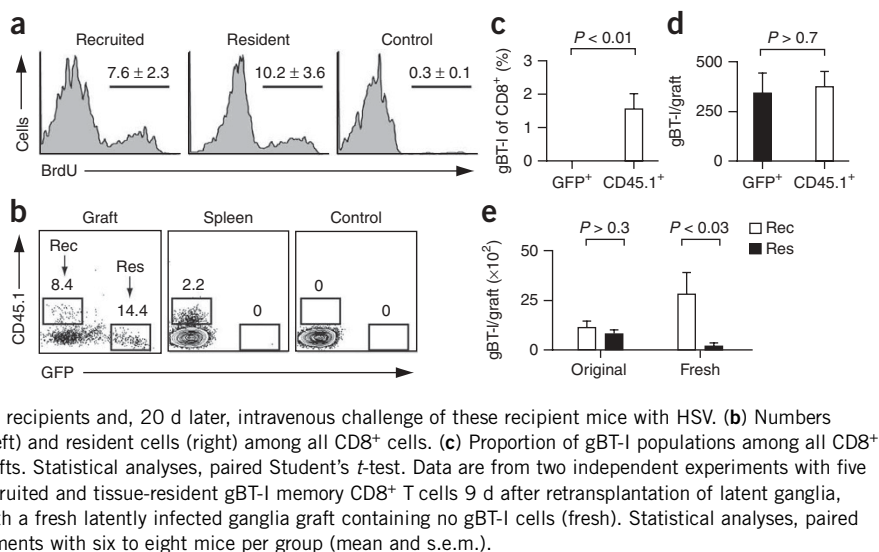 a
Recruited
Resident
Control
7.6 ± 2.3
10.2 ± 3.6
0.3 ± 0.1
Cells
BrdU
b
Graft
Spleen
Control
Rec
Res
8.4
14.4
2.2
0
0
0
CD45.1
GFP
c
P < 0.01
gBT-I of CD8+ (%)
3
2
1
0
GFP+
CD45.1+
d
P > 0.7
gBT-I/graft
500
250
0
GFP+
CD45.1+
e
P > 0.3
P < 0.03
Rec
Res
gBT-I/graft (×10²)
50
25
0
Original
Fresh
recipients and, 20 d later, intravenous challenge of these recipient mice with HSV. (b) Numbers
eft) and resident cells (right) among all CD8+ cells. (c) Proportion of gBT-I populations among all CD8+
fts. Statistical analyses, paired Student's t-test. Data are from two independent experiments with five
ruited and tissue-resident gBT-I memory CD8+ T cells 9 d after retransplantation of latent ganglia,
th a fresh latently infected ganglia graft containing no gBT-I cells (fresh). Statistical analyses, paired
ments with six to eight mice per group (mean and s.e.m.).